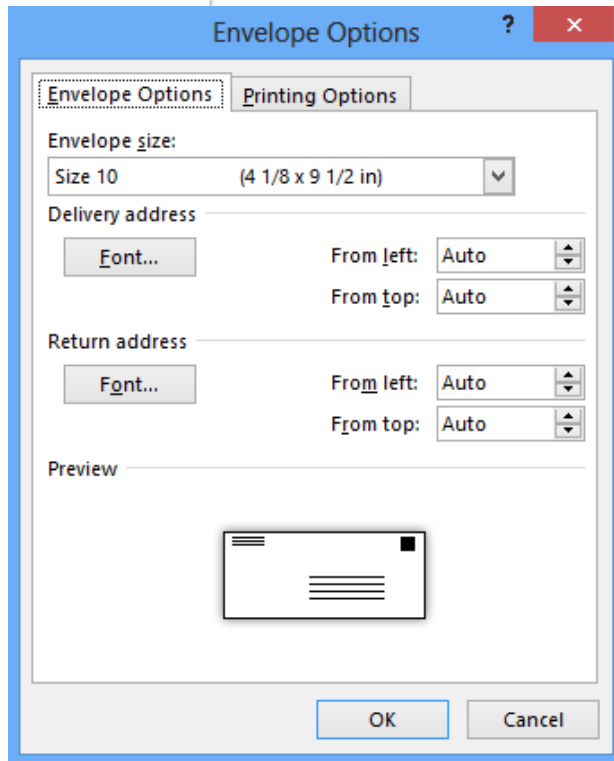 Envelope Options ? ×
Envelope Options Printing Options
Envelope size:
Size 10 (4 1/8 x 9 1/2 in)
Delivery address
Font... From left: Auto
From top: Auto
Return address
Font... From left: Auto
From top: Auto
Preview
OK Cancel